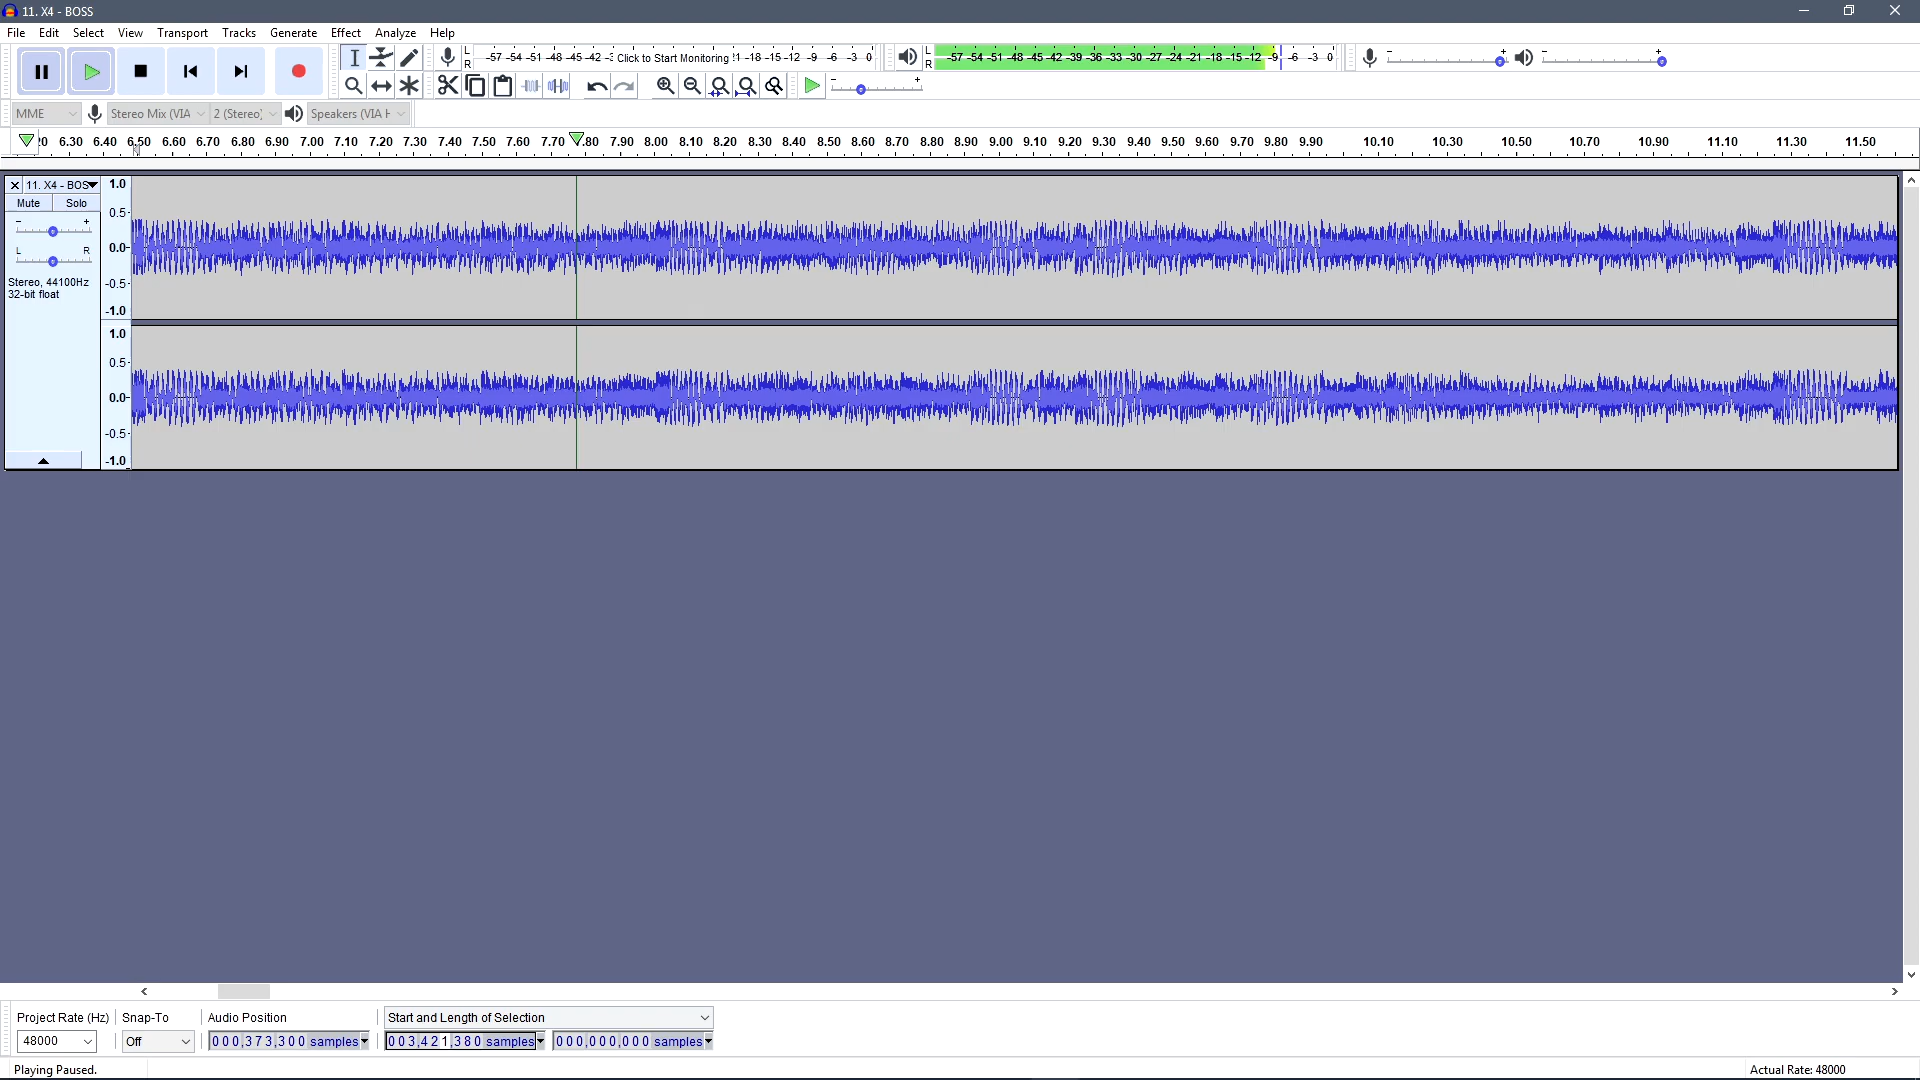 11. X4 - BOSS
File Edit Select View Transport Tracks Generate Effect Analyze Help
L
R
-57 -54 -51 -48 -45 -42 Click to Start Monitoring -18 -15 -12 -9 -6 -3 0
L
R
-57 -54 -51 -48 -45 -42 -39 -36 -33 -30 -27 -24 -21 -18 -15 -12 -9 -6 -3 0
- +
- +
- +
MME Stereo Mix (VIA 2 (Stereo) Speakers (VIA
6.30 6.40 6.50 6.60 6.70 6.80 6.90 7.00 7.10 7.20 7.30 7.40 7.50 7.60 7.70 7.80 7.90 8.00 8.10 8.20 8.30 8.40 8.50 8.60 8.70 8.80 8.90 9.00 9.10 9.20 9.30 9.40 9.50 9.60 9.70 9.80 9.90 10.10 10.30 10.50 10.70 10.90 11.10 11.30 11.50
11. X4 - BOS
Mute Solo
- +
L R
Stereo, 44100Hz
32-bit float
1.0
0.5
0.0
-0.5
-1.0
1.0
0.5
0.0
-0.5
-1.0
Project Rate (Hz) Snap-To Audio Position Start and Length of Selection
48000 Off 000,373,300 samples 003,421,380 samples 000,000,000 samples
Playing Paused. Actual Rate: 48000